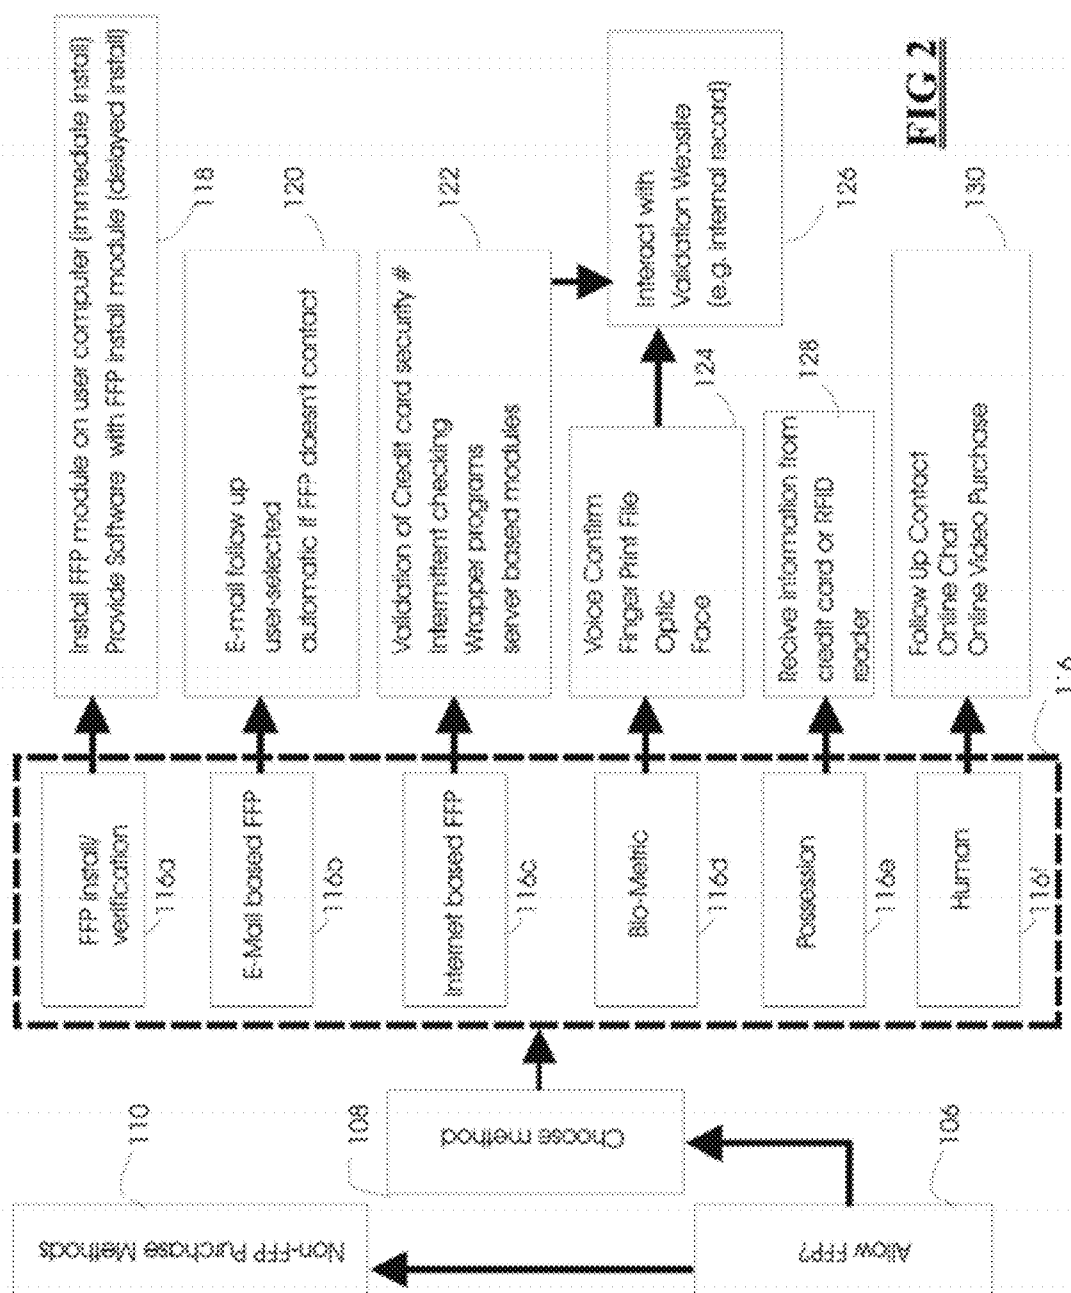 Allow FFP?
106
Non-FFP Purchase Methods
110
Choose method
108
FFP Install/
verification
116a
E-Mail based FFP
116b
Internet based FFP
116c
Bio-Metric
116d
Possession
116e
Human
116f
116
Install FFP module on user computer (immediate install)
Provide Software with FFP install module (delayed install)
118
E-mail follow up
user-selected
automatic if FFP doesn't contact
120
Validation of Credit card security #
Intermittent checking
Wrapper programs
server based modules
122
Voice Confirm
Finger Print File
Optic
Face
124
Interact with
Validation Website
(e.g. internal record)
126
Recive information from
credit card or RFID
reader
128
Follow Up Contact
Online Chat
Online Video Purchase
130
FIG 2